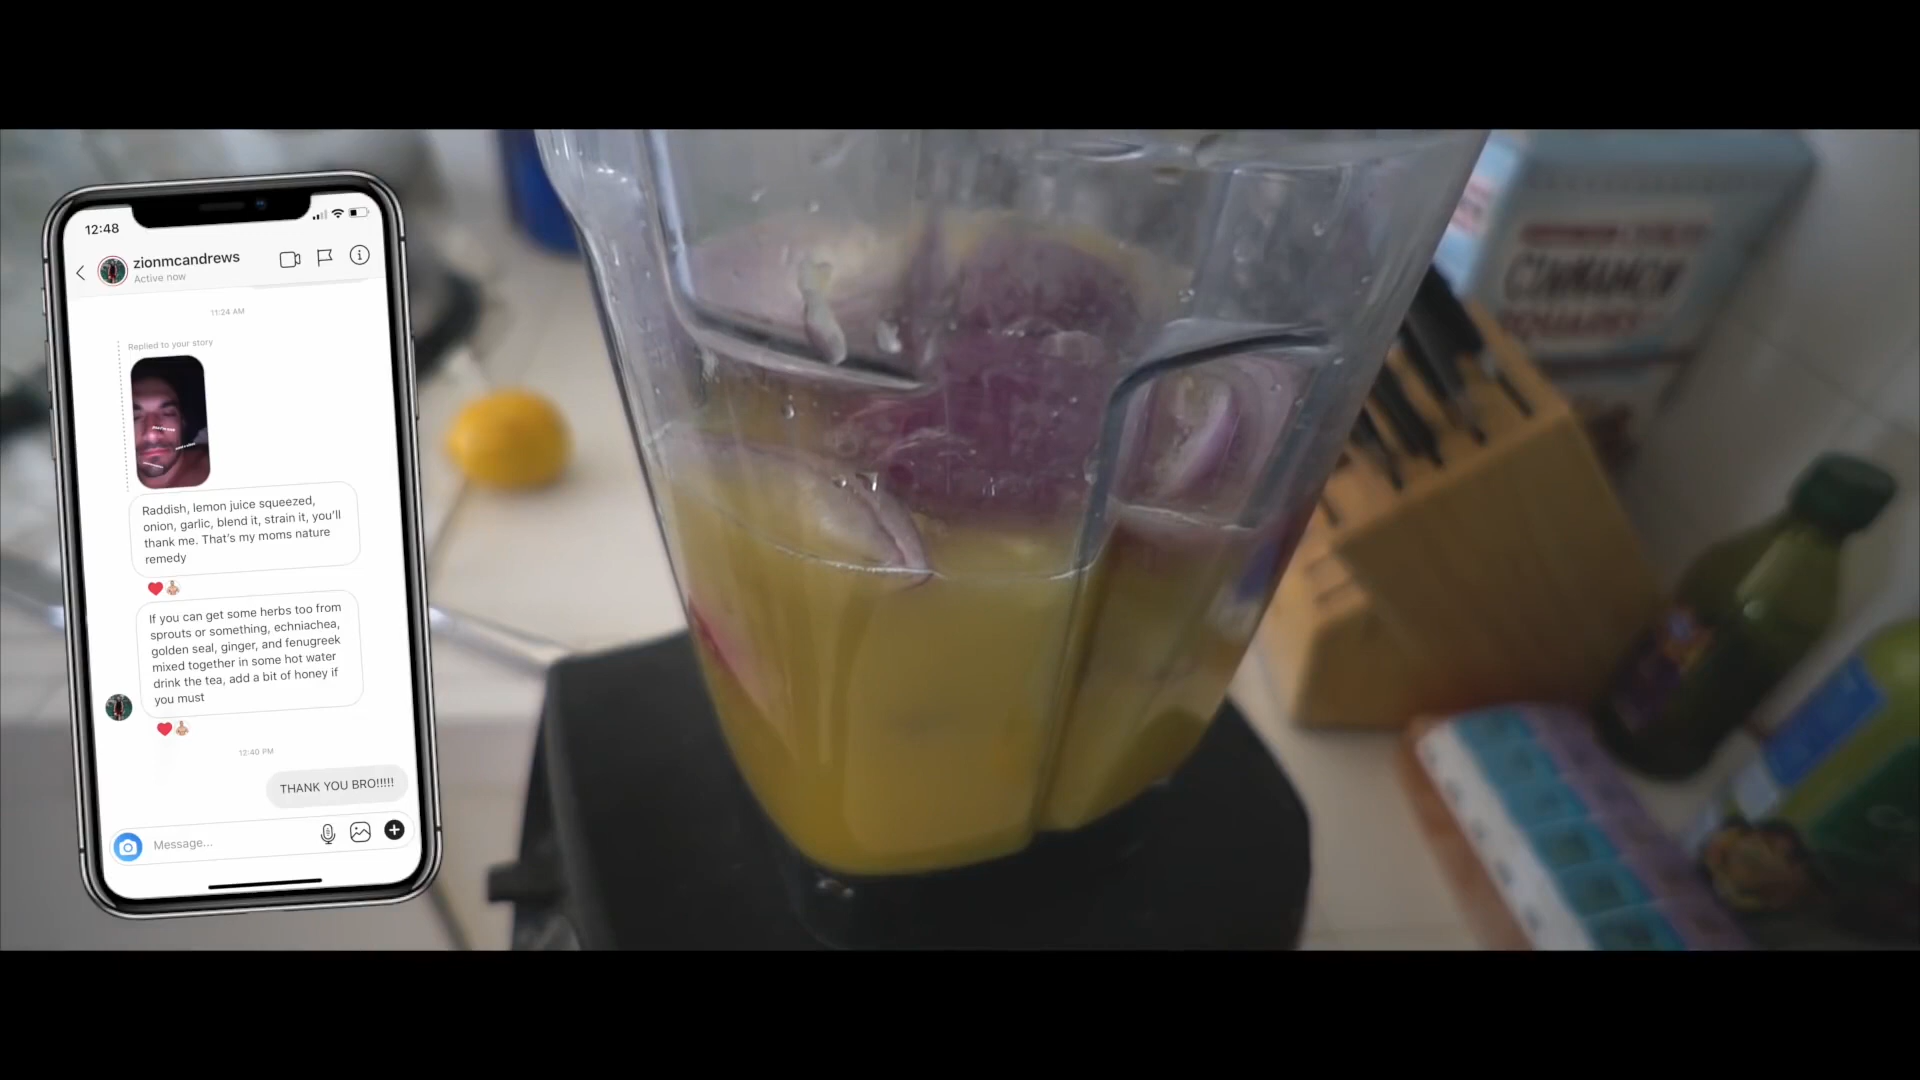 12:48
zionmcandrews
Active now
11:24 AM
Replied to your story
Raddish, lemon juice squeezed,
onion, garlic, blend it, strain it, you'll
thank me. That's my moms nature
remedy
If you can get some herbs too from
sprouts or something, echniachea,
golden seal, ginger, and fenugreek
mixed together in some hot water
drink the tea, add a bit of honey if
you must
12:40 PM
THANK YOU BRO!!!!!
Message...